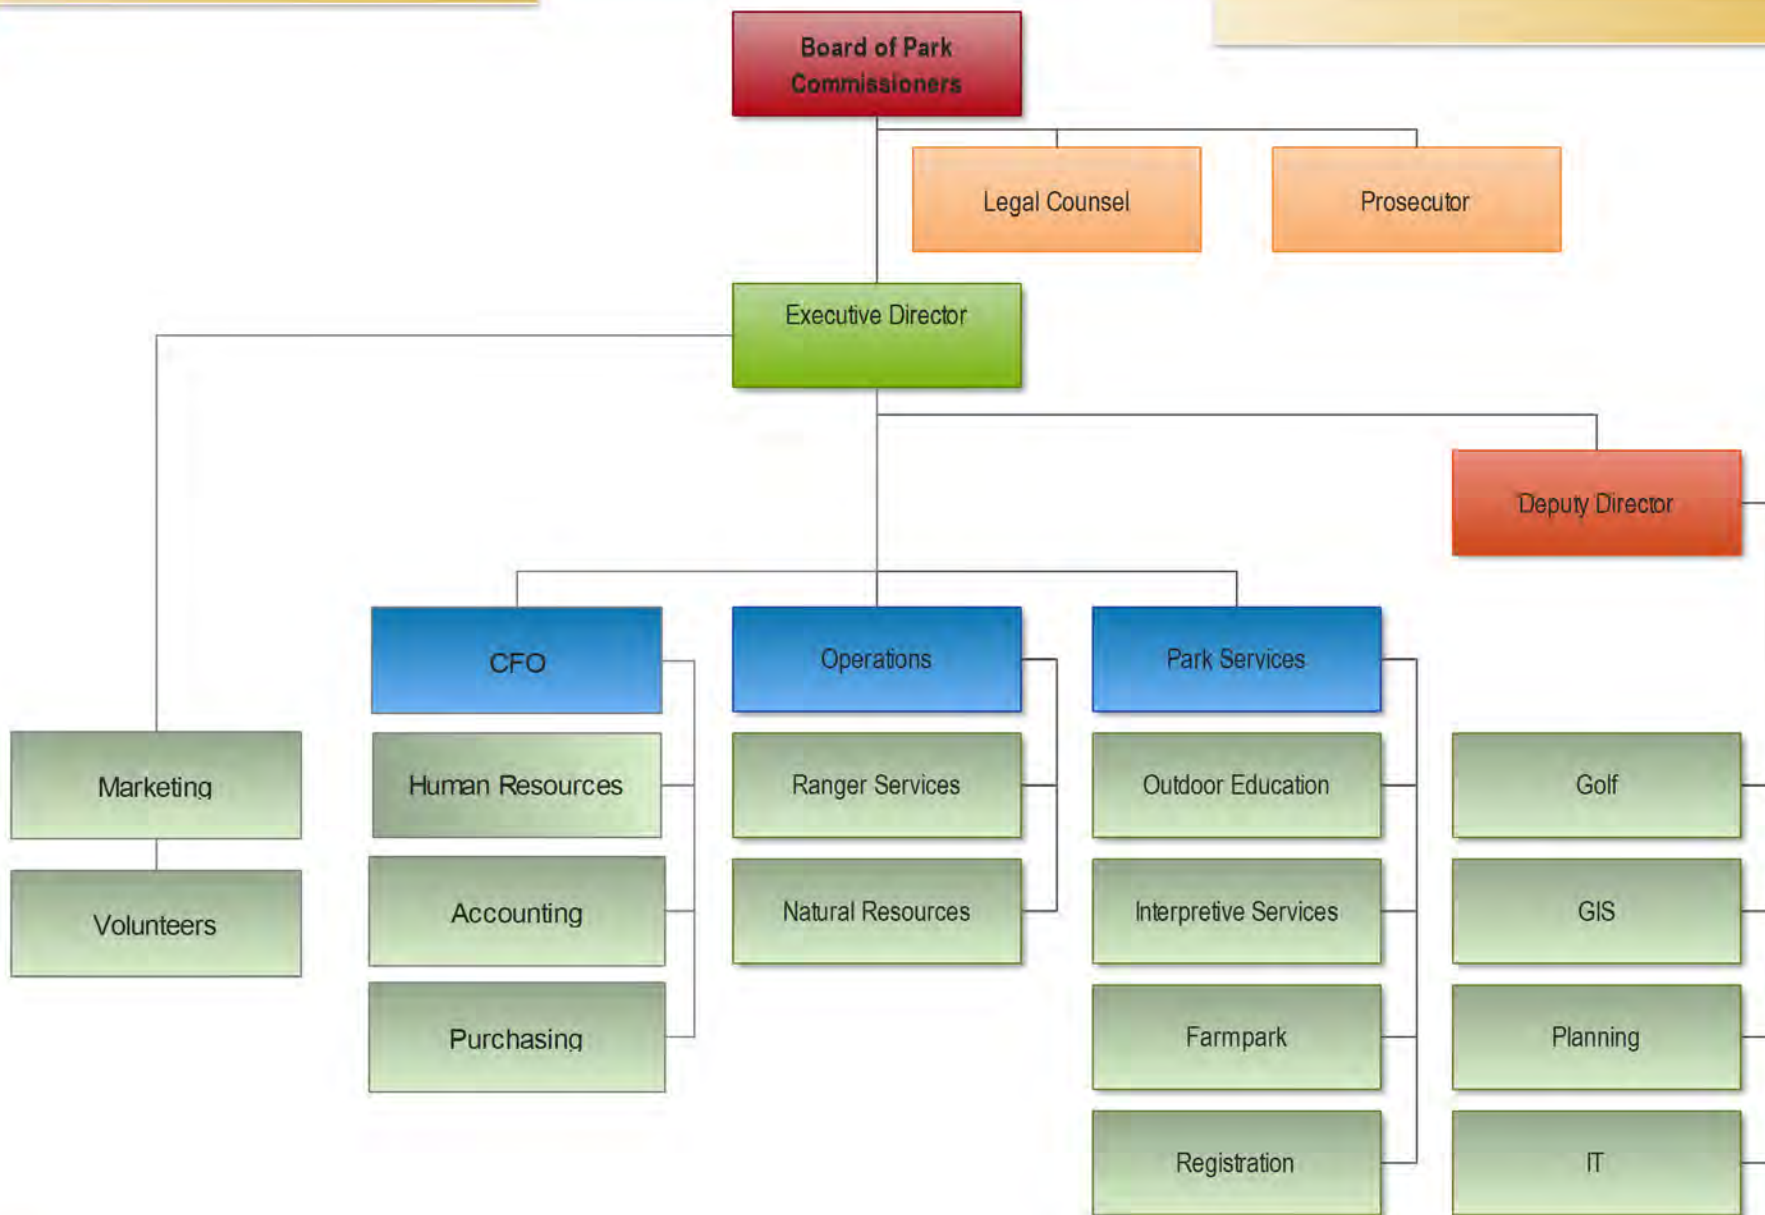 Board of Park
Commissioners
Legal Counsel
Prosecutor
Executive Director
Deputy Director
CFO
Operations
Park Services
Marketing
Human Resources
Ranger Services
Outdoor Education
Golf
Volunteers
Accounting
Natural Resources
Interpretive Services
GIS
Purchasing
Farmpark
Planning
Registration
IT